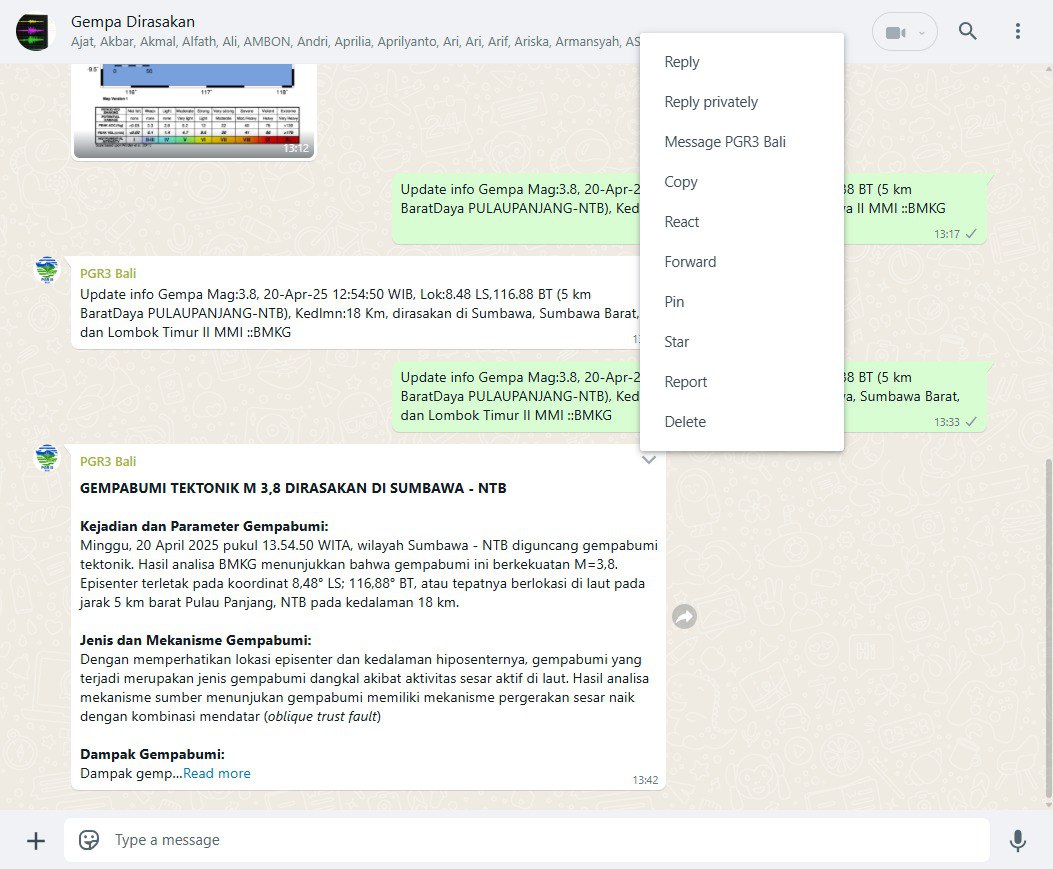 Gempa Dirasakan
Ajat, Akbar, Akmal, Alfath, Ali, AMBON, Andri, Aprilia, Aprilyanto, Ari, Ari, Arif, Ariska, Armansyah, AS
-9.5°
0 50
116° 117° 118°
Map Version 1
13:12
Update info Gempa Mag:3.8, 20-Apr-2
88 BT (5 km
BaratDaya PULAUPANJANG-NTB), Ked
II MMI ::BMKG
13:17
PGR3 Bali
Update info Gempa Mag:3.8, 20-Apr-25 12:54:50 WIB, Lok:8.48 LS,116.88 BT (5 km
BaratDaya PULAUPANJANG-NTB), Kedlmn:18 Km, dirasakan di Sumbawa, Sumbawa Barat,
dan Lombok Timur II MMI ::BMKG
Update info Gempa Mag:3.8, 20-Apr-2
88 BT (5 km
BaratDaya PULAUPANJANG-NTB), Ked
Sumbawa Barat,
dan Lombok Timur II MMI ::BMKG
13:33
Reply
Reply privately
Message PGR3 Bali
Copy
React
Forward
Pin
Star
Report
Delete
PGR3 Bali
GEMPABUMI TEKTONIK M 3,8 DIRASAKAN DI SUMBAWA - NTB
Kejadian dan Parameter Gempabumi:
Minggu, 20 April 2025 pukul 13.54.50 WITA, wilayah Sumbawa - NTB diguncang gempabumi
tektonik. Hasil analisa BMKG menunjukkan bahwa gempabumi ini berkekuatan M=3,8.
Episenter terletak pada koordinat 8,48° LS; 116,88° BT, atau tepatnya berlokasi di laut pada
jarak 5 km barat Pulau Panjang, NTB pada kedalaman 18 km.
Jenis dan Mekanisme Gempabumi:
Dengan memperhatikan lokasi episenter dan kedalaman hiposenternya, gempabumi yang
terjadi merupakan jenis gempabumi dangkal akibat aktivitas sesar aktif di laut. Hasil analisa
mekanisme sumber menunjukan gempabumi memiliki mekanisme pergerakan sesar naik
dengan kombinasi mendatar (oblique trust fault)
Dampak Gempabumi:
Dampak gemp...Read more
13:42
Type a message